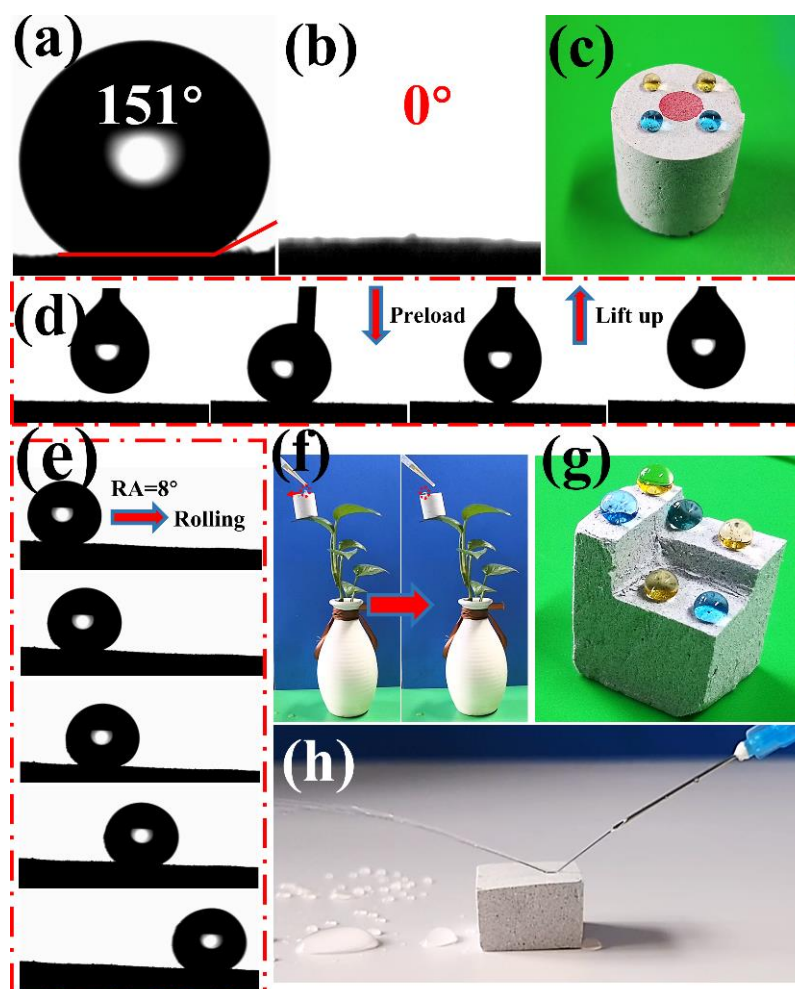 (a)
151°
(b)
0°
(c)
(d)
Preload
Lift up
(e)
RA=8°
Rolling
(f)
(g)
(h)